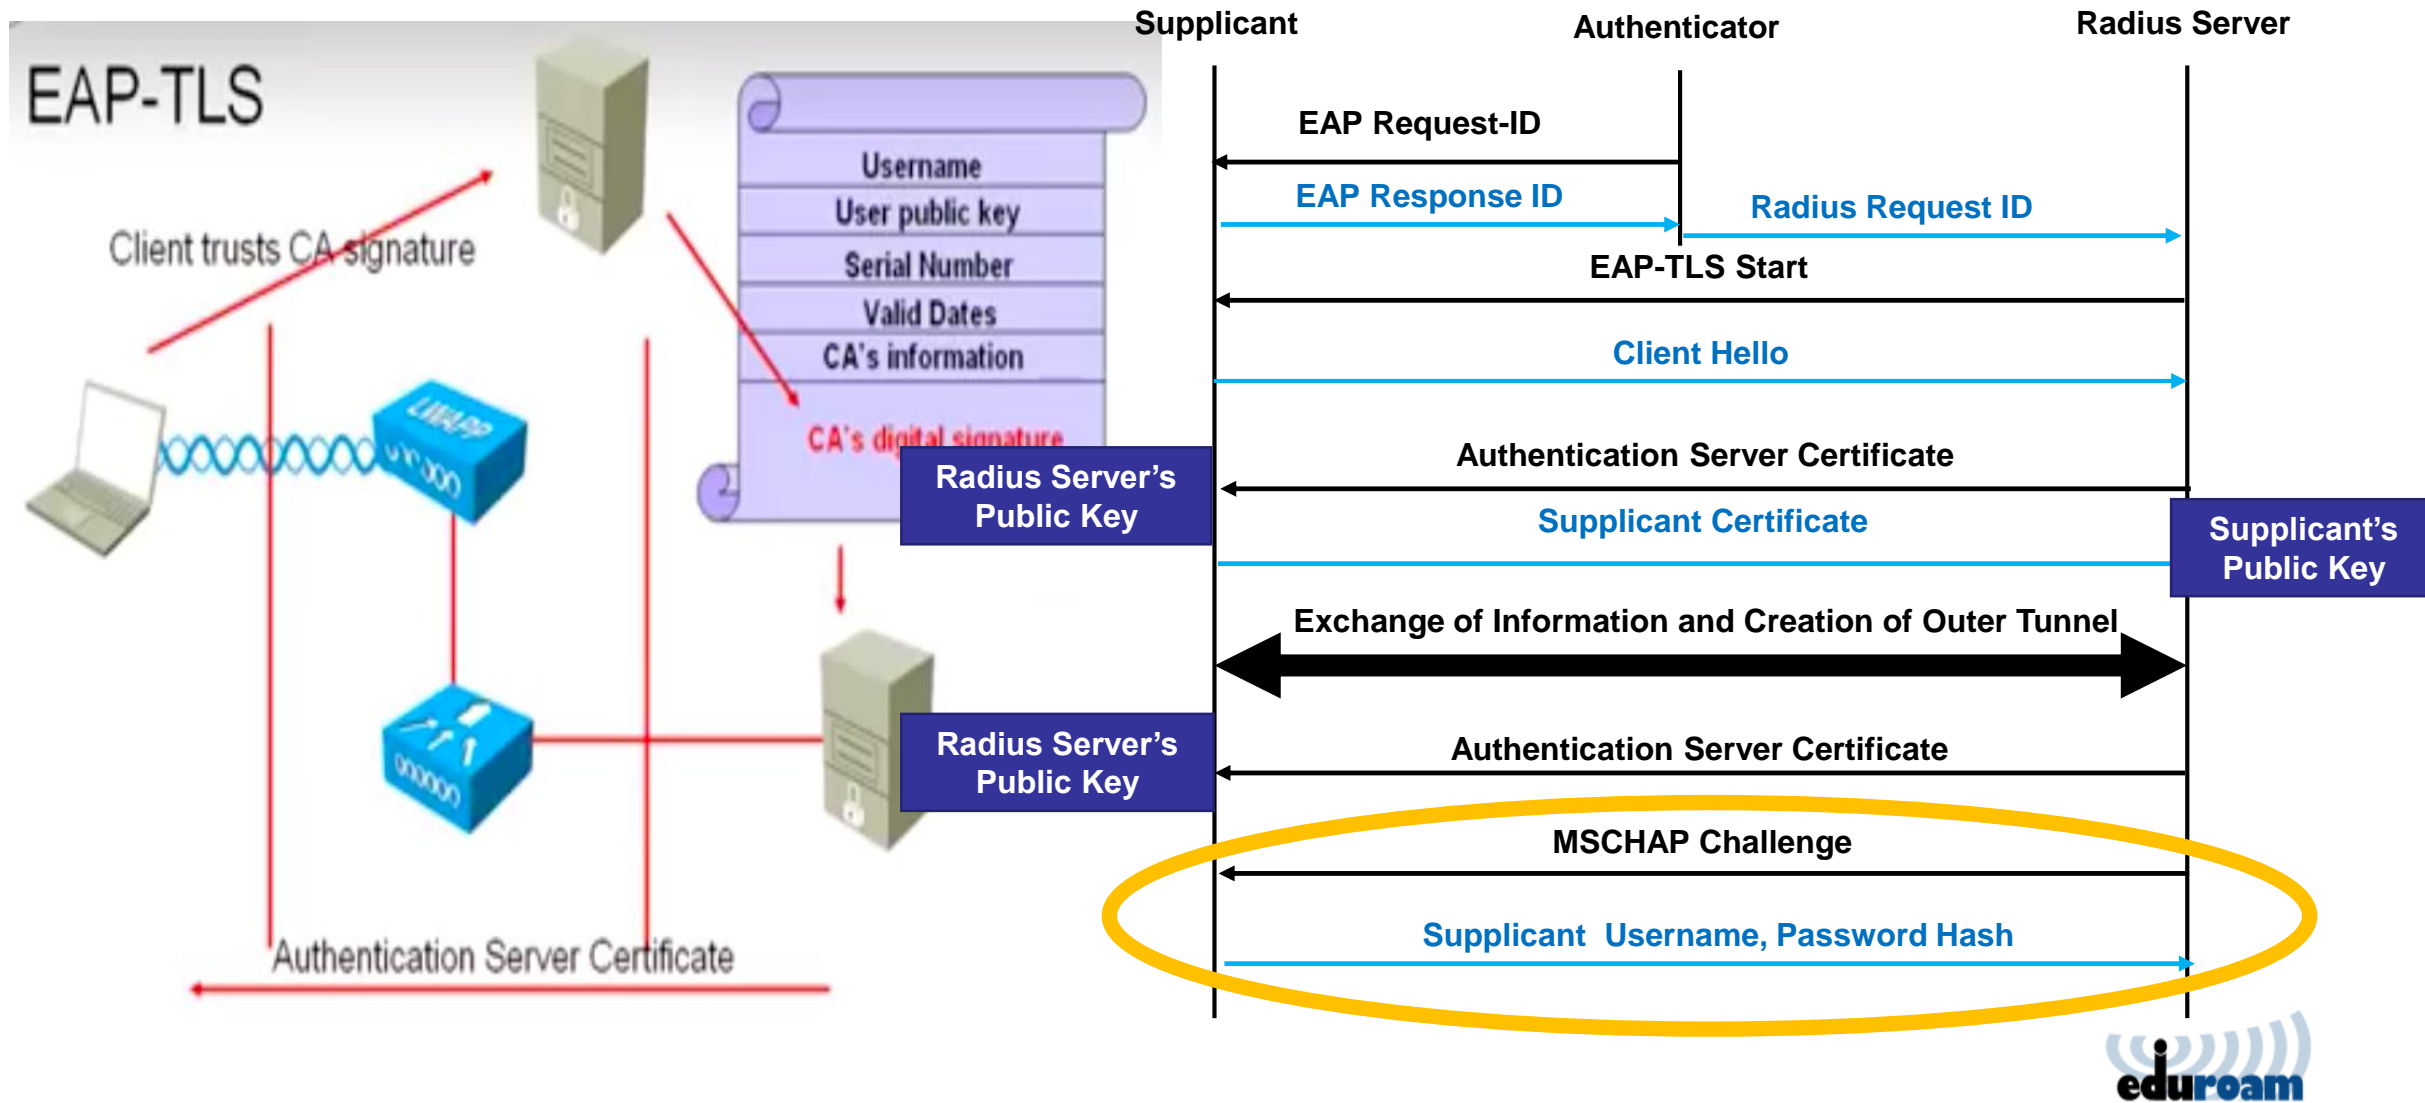 EAP-TLS
Client trusts CA signature
Username
User public key
Serial Number
Valid Dates
CA's information
CA's digital signature
LWAPP
Authentication Server Certificate
Supplicant
Authenticator
Radius Server
EAP Request-ID
EAP Response ID
Radius Request ID
EAP-TLS Start
Client Hello
Authentication Server Certificate
Radius Server’s
Public Key
Supplicant Certificate
Supplicant’s
Public Key
Exchange of Information and Creation of Outer Tunnel
Radius Server’s
Public Key
Authentication Server Certificate
MSCHAP Challenge
Supplicant Username, Password Hash
eduroam